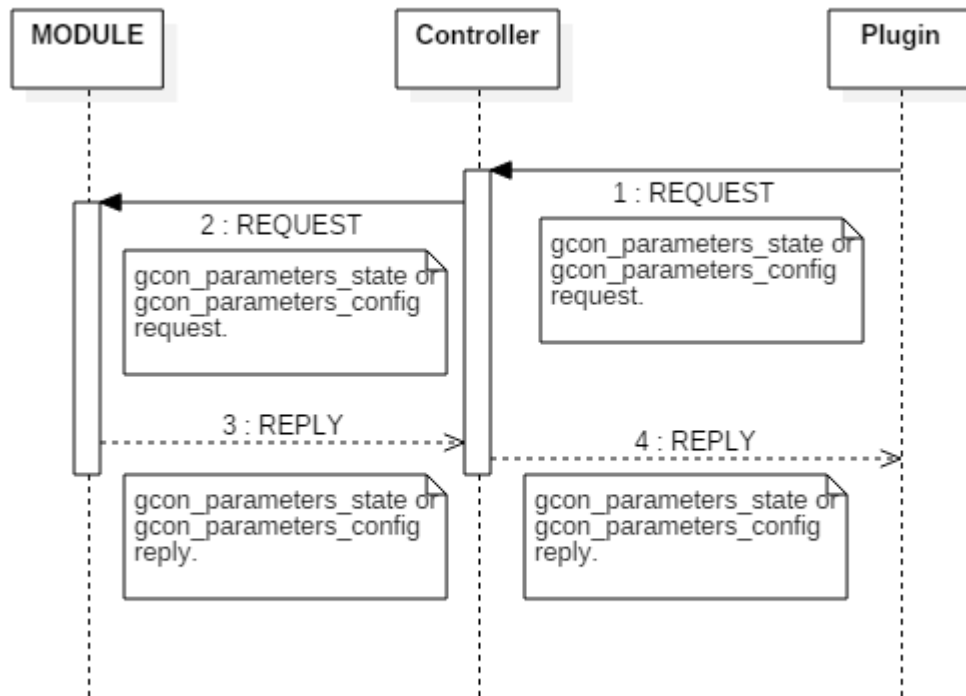 MODULE
Controller
Plugin
1 : REQUEST
2 : REQUEST
gcon_parameters_state or
gcon_parameters_config
request.
gcon_parameters_state or
gcon_parameters_config
request.
3 : REPLY
4 : REPLY
gcon_parameters_state or
gcon_parameters_config
reply.
gcon_parameters_state or
gcon_parameters_config
reply.